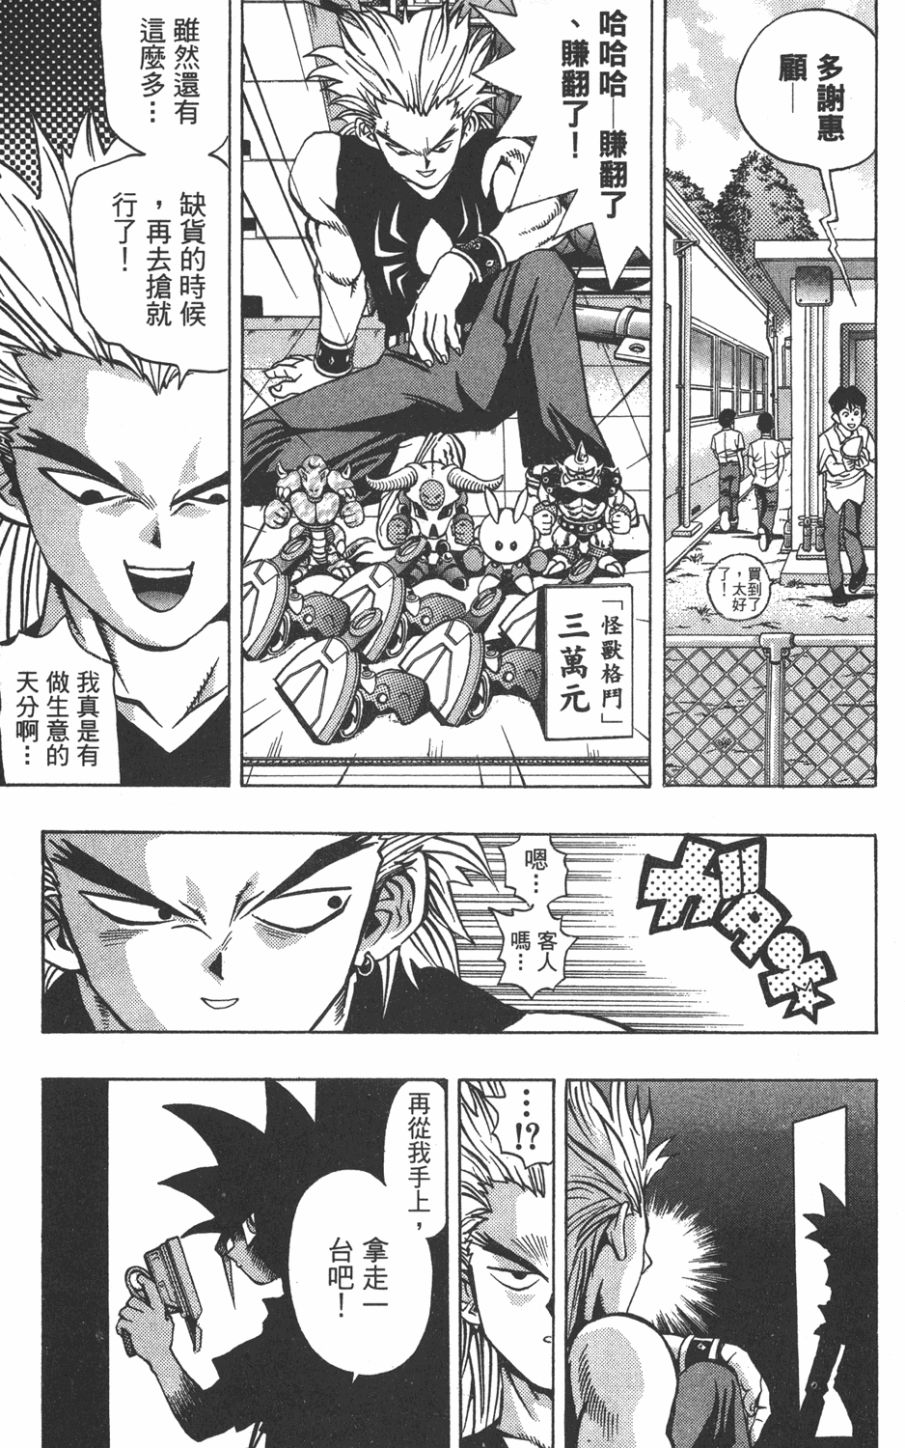 多謝惠
顧—
買到了
，太好
了！
哈哈哈—賺翻了
、賺翻了！
「怪獸格鬥」
三萬元
雖然還有
這麼多…
缺貨的時候
，再去搶就
行了！
我真是有
做生意的
天分啊…
嗯…
客人
嗎…
…!?
再從我手上，
拿走一
台吧！